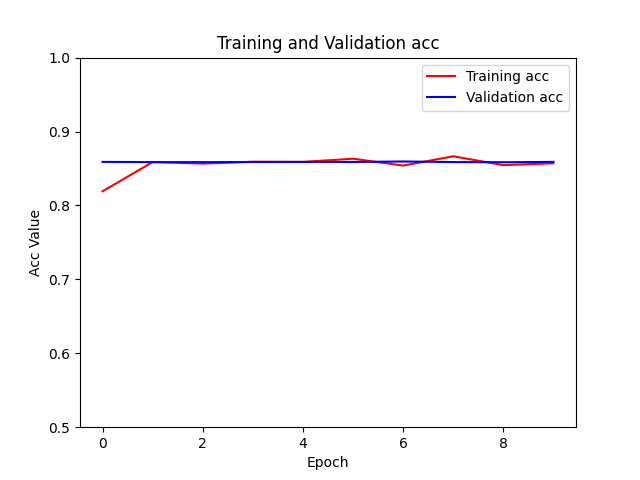 Training and Validation acc
Training acc
Validation acc
1.0
0.9
0.8
0.7
0.6
0.5
Acc Value
0 2 4 6 8
Epoch